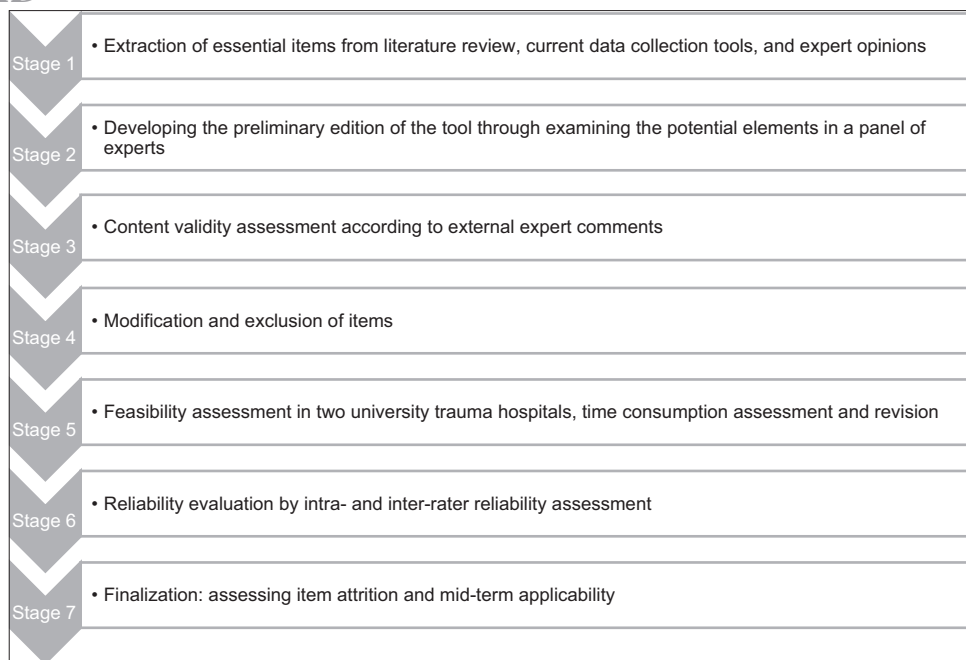 Stage 1
• Extraction of essential items from literature review, current data collection tools, and expert opinions
Stage 2
• Developing the preliminary edition of the tool through examining the potential elements in a panel of
experts
Stage 3
• Content validity assessment according to external expert comments
Stage 4
• Modification and exclusion of items
Stage 5
• Feasibility assessment in two university trauma hospitals, time consumption assessment and revision
Stage 6
• Reliability evaluation by intra- and inter-rater reliability assessment
Stage 7
• Finalization: assessing item attrition and mid-term applicability